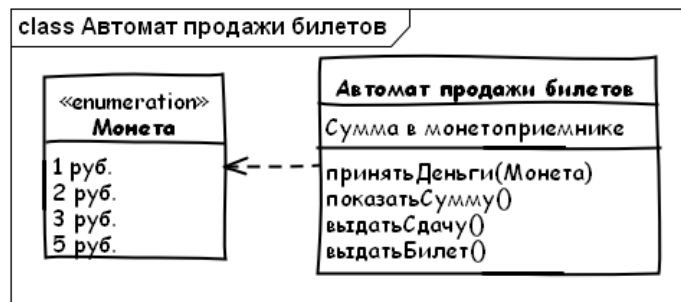 class Автомат продажи билетов
«enumeration»
Монета
1 руб.
2 руб.
3 руб.
5 руб.
Автомат продажи билетов
Сумма в монетоприемнике
принятьДеньги(Монета)
показатьСумму()
выдатьСдачу()
выдатьБилет()